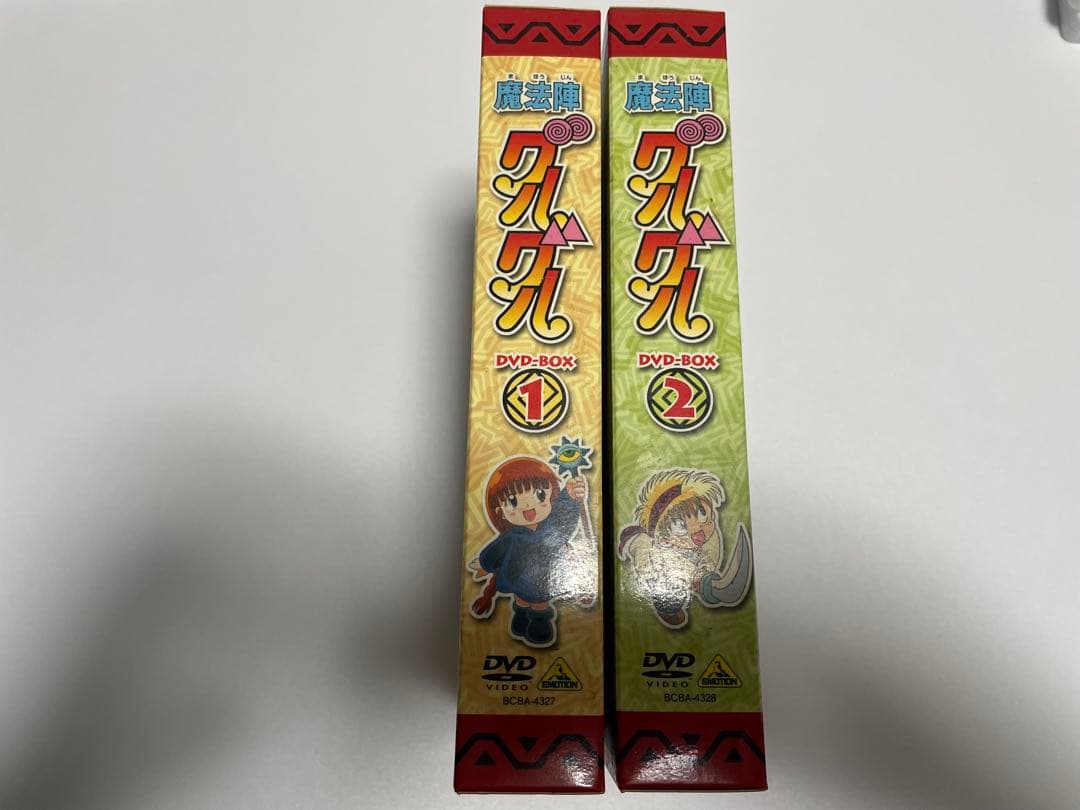 ま ほう じん
魔法陣
グルグル
DVD-BOX
1
DVD
VIDEO
EMOTION
BCBA-4327
ま ほう じん
魔法陣
グルグル
DVD-BOX
2
DVD
VIDEO
EMOTION
BCBA-4328